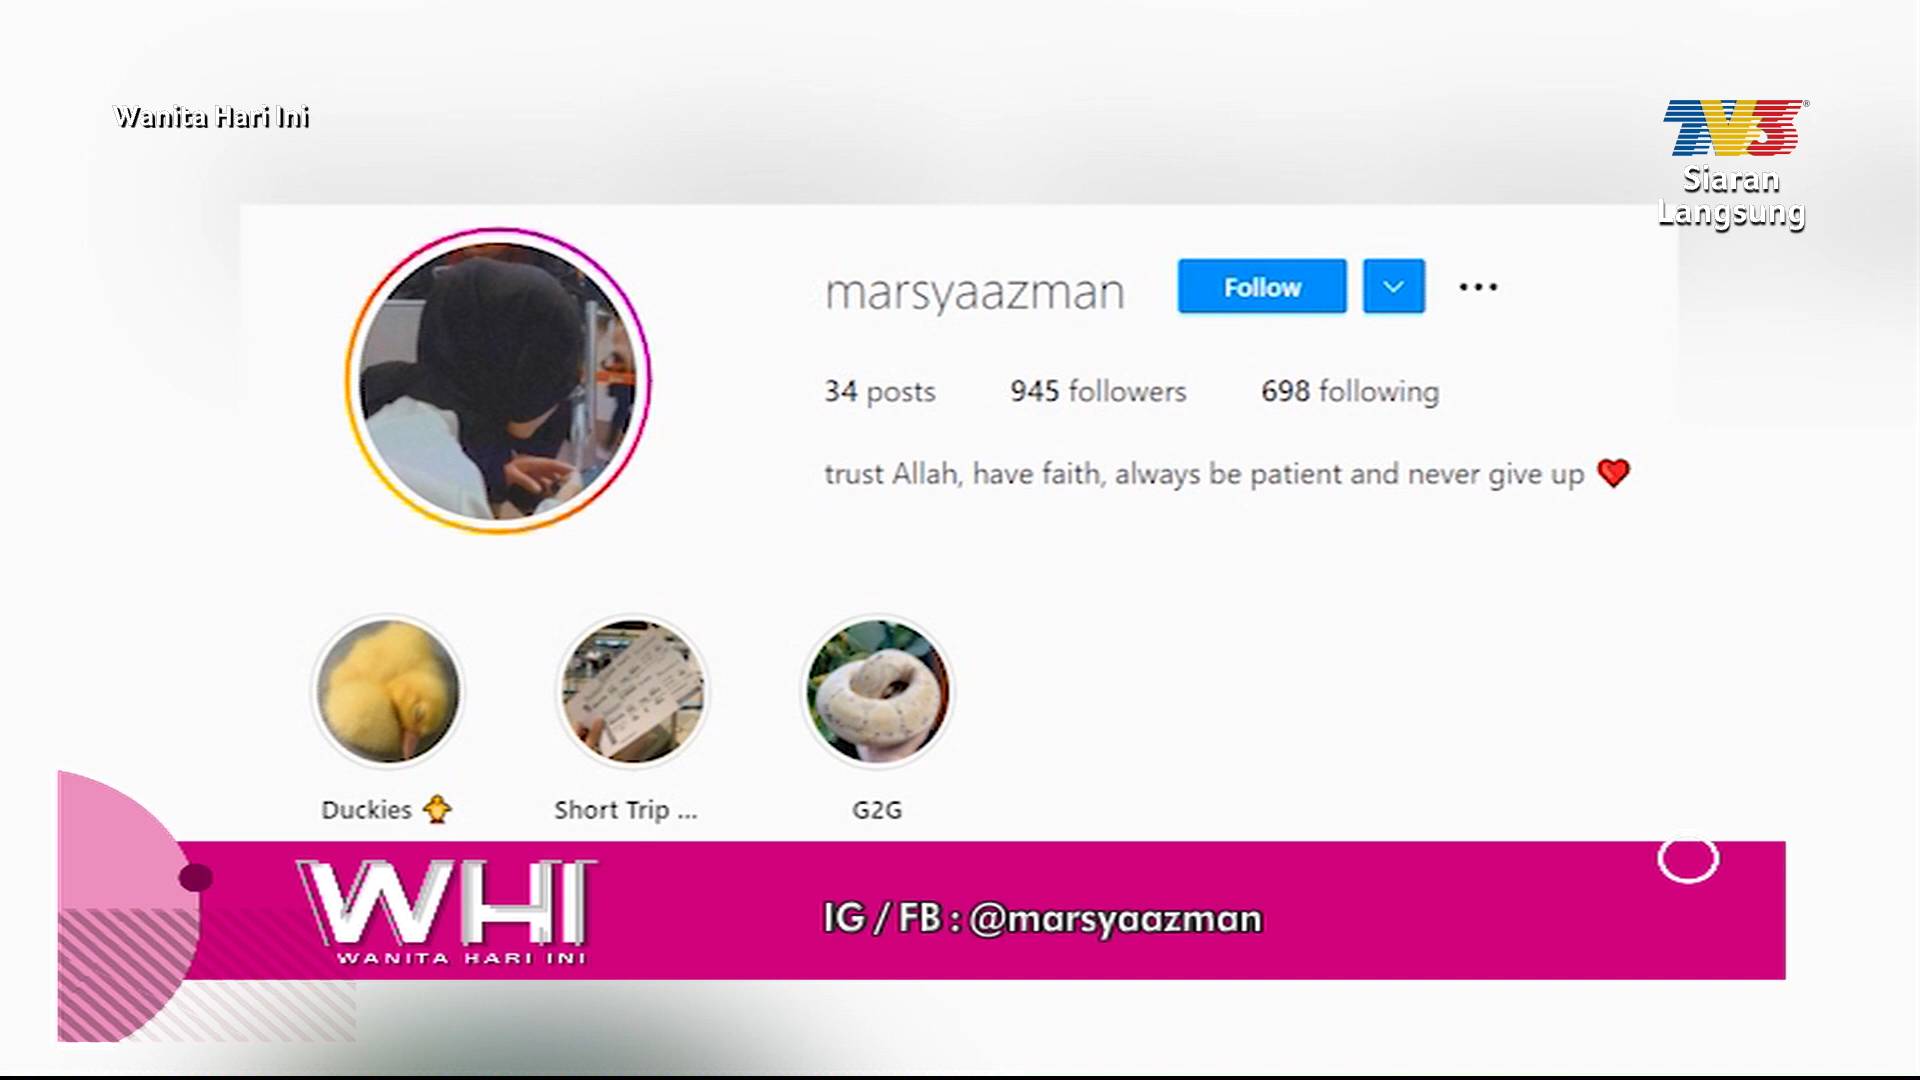 Wanita Hari Ini
TV3
Siaran
Langsung
marsyaazman
Follow
34 posts 945 followers 698 following
trust Allah, have faith, always be patient and never give up ❤️
Duckies 🐥
Short Trip ...
G2G
WHI
WANITA HARI INI
IG / FB : @marsyaazman